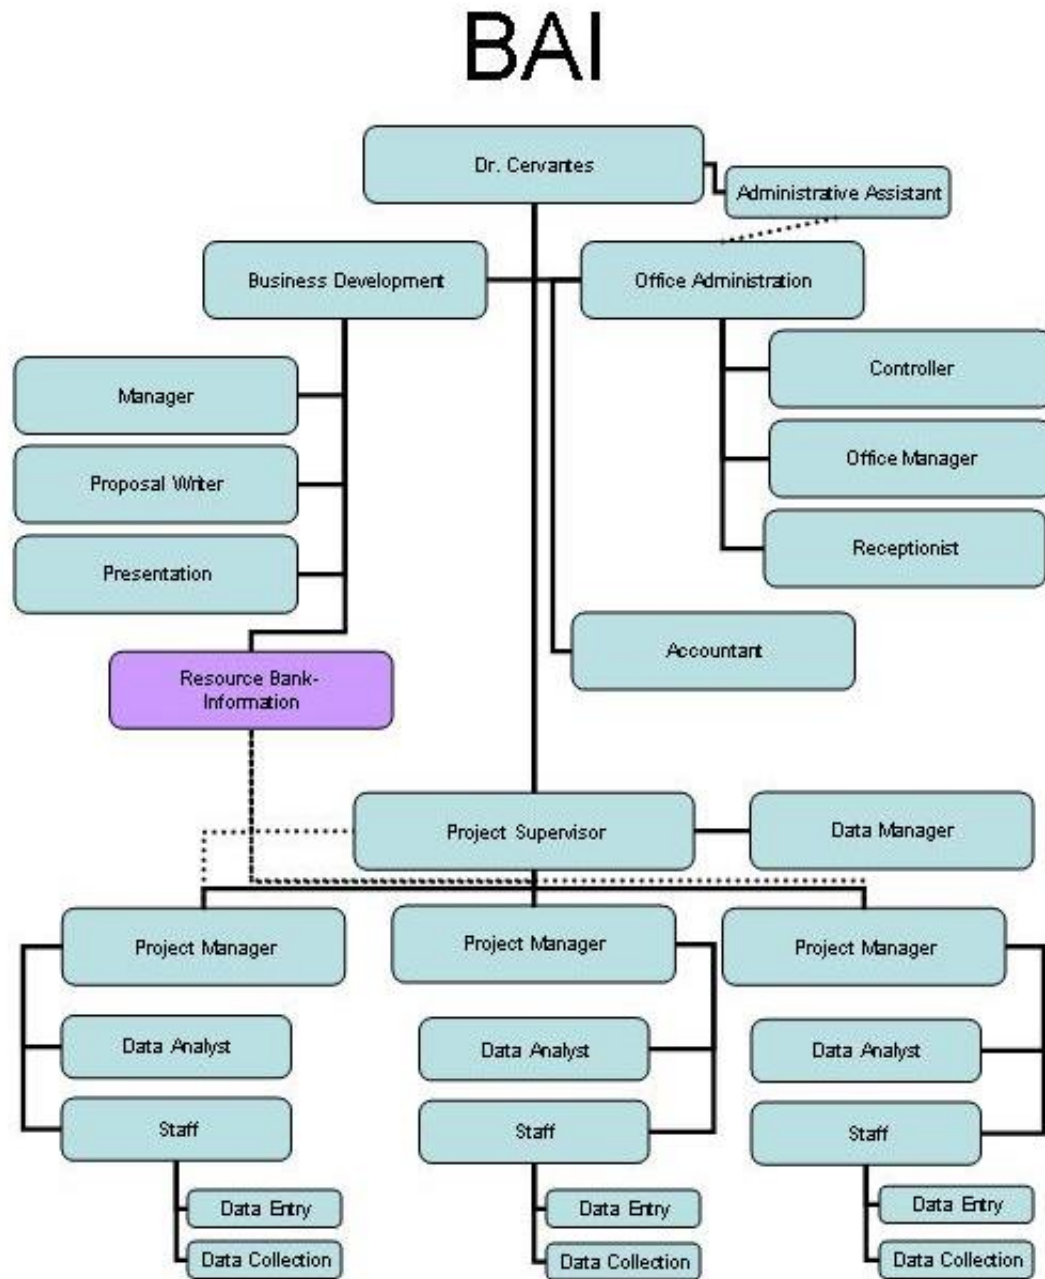 BAI
Dr. Cervantes
Administrative Assistant
Business Development
Office Administration
Manager
Controller
Proposal Writer
Office Manager
Presentation
Receptionist
Accountant
Resource Bank-
Information
Project Supervisor
Data Manager
Project Manager
Project Manager
Project Manager
Data Analyst
Data Analyst
Data Analyst
Staff
Staff
Staff
Data Entry
Data Entry
Data Entry
Data Collection
Data Collection
Data Collection